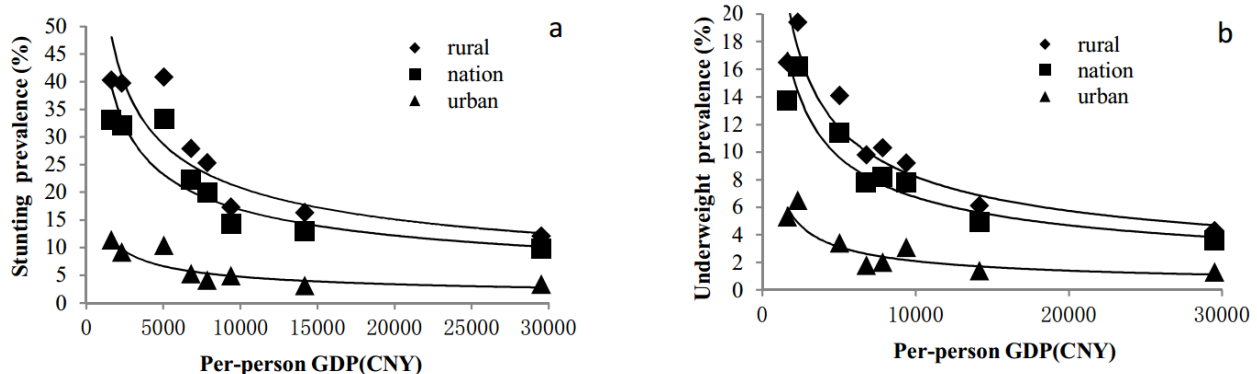 a
Stunting prevalence (%)
50
45
40
35
30
25
20
15
10
5
0
rural
nation
urban
0 5000 10000 15000 20000 25000 30000
Per-person GDP(CNY)
b
Underweight prevalence (%)
20
18
16
14
12
10
8
6
4
2
0
rural
nation
urban
0 10000 20000 30000
Per-person GDP(CNY)